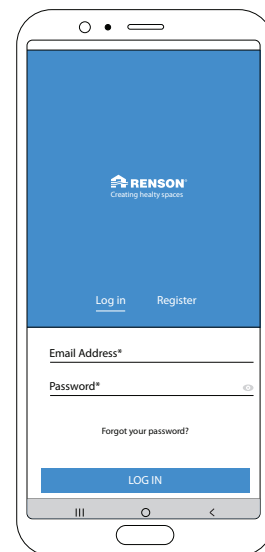 RENSON®
Creating healty spaces
Log in Register
Email Address*
Password*
Forgot your password?
LOG IN